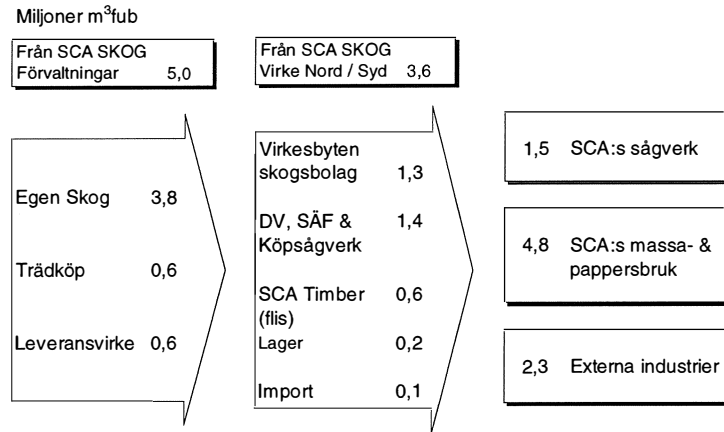 Miljoner m³fub
Från SCA SKOG
Förvaltningar 5,0
Från SCA SKOG
Virke Nord / Syd 3,6
Egen Skog 3,8
Trädköp 0,6
Leveransvirke 0,6
Virkesbyten
skogsbolag 1,3
DV, SÄF & 1,4
Köpsågverk
SCA Timber 0,6
(flis)
Lager 0,2
Import 0,1
1,5 SCA:s sågverk
4,8 SCA:s massa- &
pappersbruk
2,3 Externa industrier